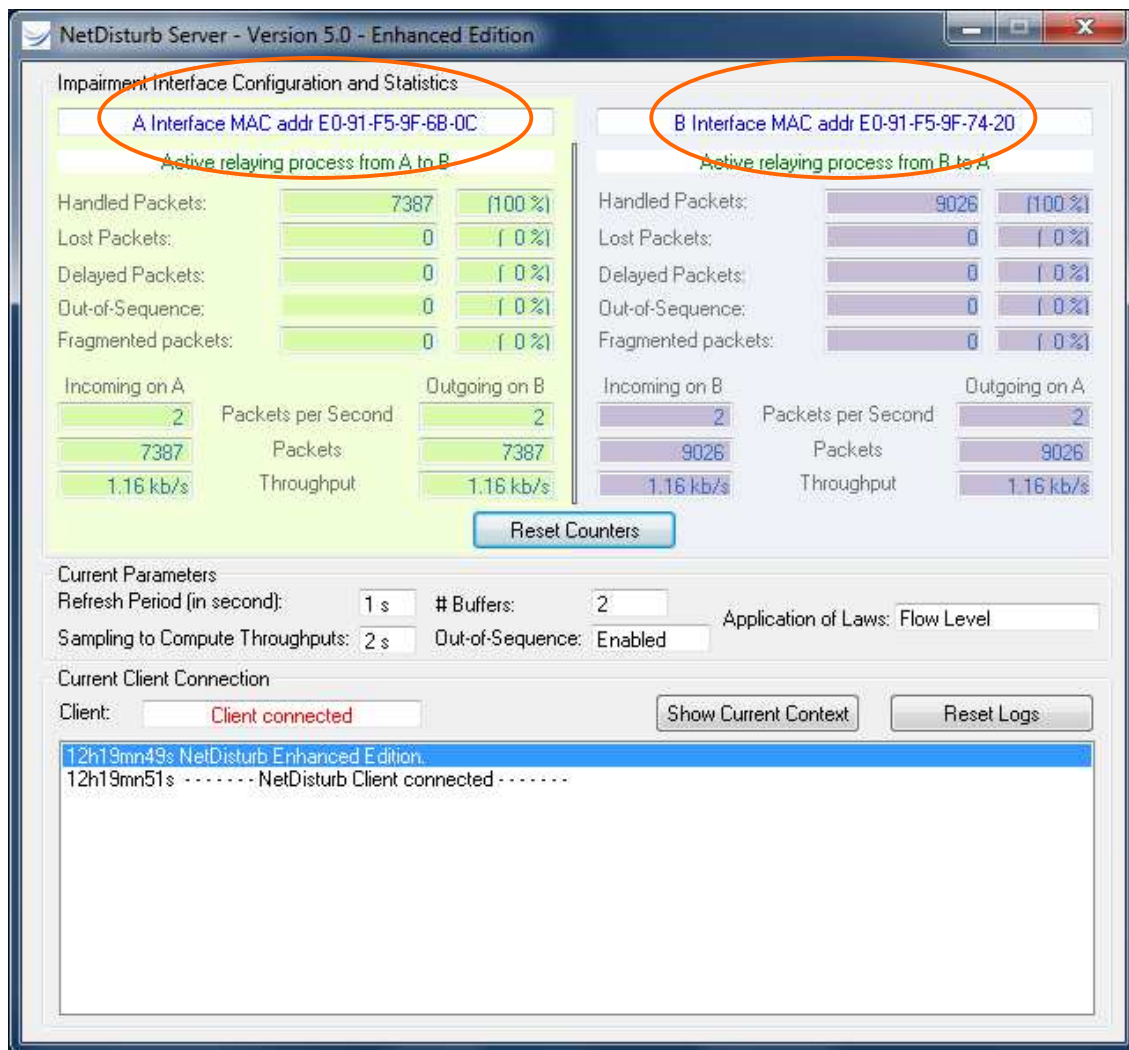 NetDisturb Server - Version 5.0 - Enhanced Edition
Impairment Interface Configuration and Statistics
A Interface MAC addr E0-91-F5-9F-6B-0C
Active relaying process from A to B
Handled Packets: 7387 (100 %)
Lost Packets: 0 ( 0 %)
Delayed Packets: 0 ( 0 %)
Out-of-Sequence: 0 ( 0 %)
Fragmented packets: 0 ( 0 %)
Incoming on A Outgoing on B
2 Packets per Second 2
7387 Packets 7387
1.16 kb/s Throughput 1.16 kb/s
B Interface MAC addr E0-91-F5-9F-74-20
Active relaying process from B to A
Handled Packets: 9026 (100 %)
Lost Packets: 0 ( 0 %)
Delayed Packets: 0 ( 0 %)
Out-of-Sequence: 0 ( 0 %)
Fragmented packets: 0 ( 0 %)
Incoming on B Outgoing on A
2 Packets per Second 2
9026 Packets 9026
1.16 kb/s Throughput 1.16 kb/s
Reset Counters
Current Parameters
Refresh Period (in second): 1 s # Buffers: 2
Application of Laws: Flow Level
Sampling to Compute Throughputs: 2 s Out-of-Sequence: Enabled
Current Client Connection
Client: Client connected Show Current Context Reset Logs
12h19mn49s NetDisturb Enhanced Edition.
12h19mn51s - - - - - - - NetDisturb Client connected - - - - - - -